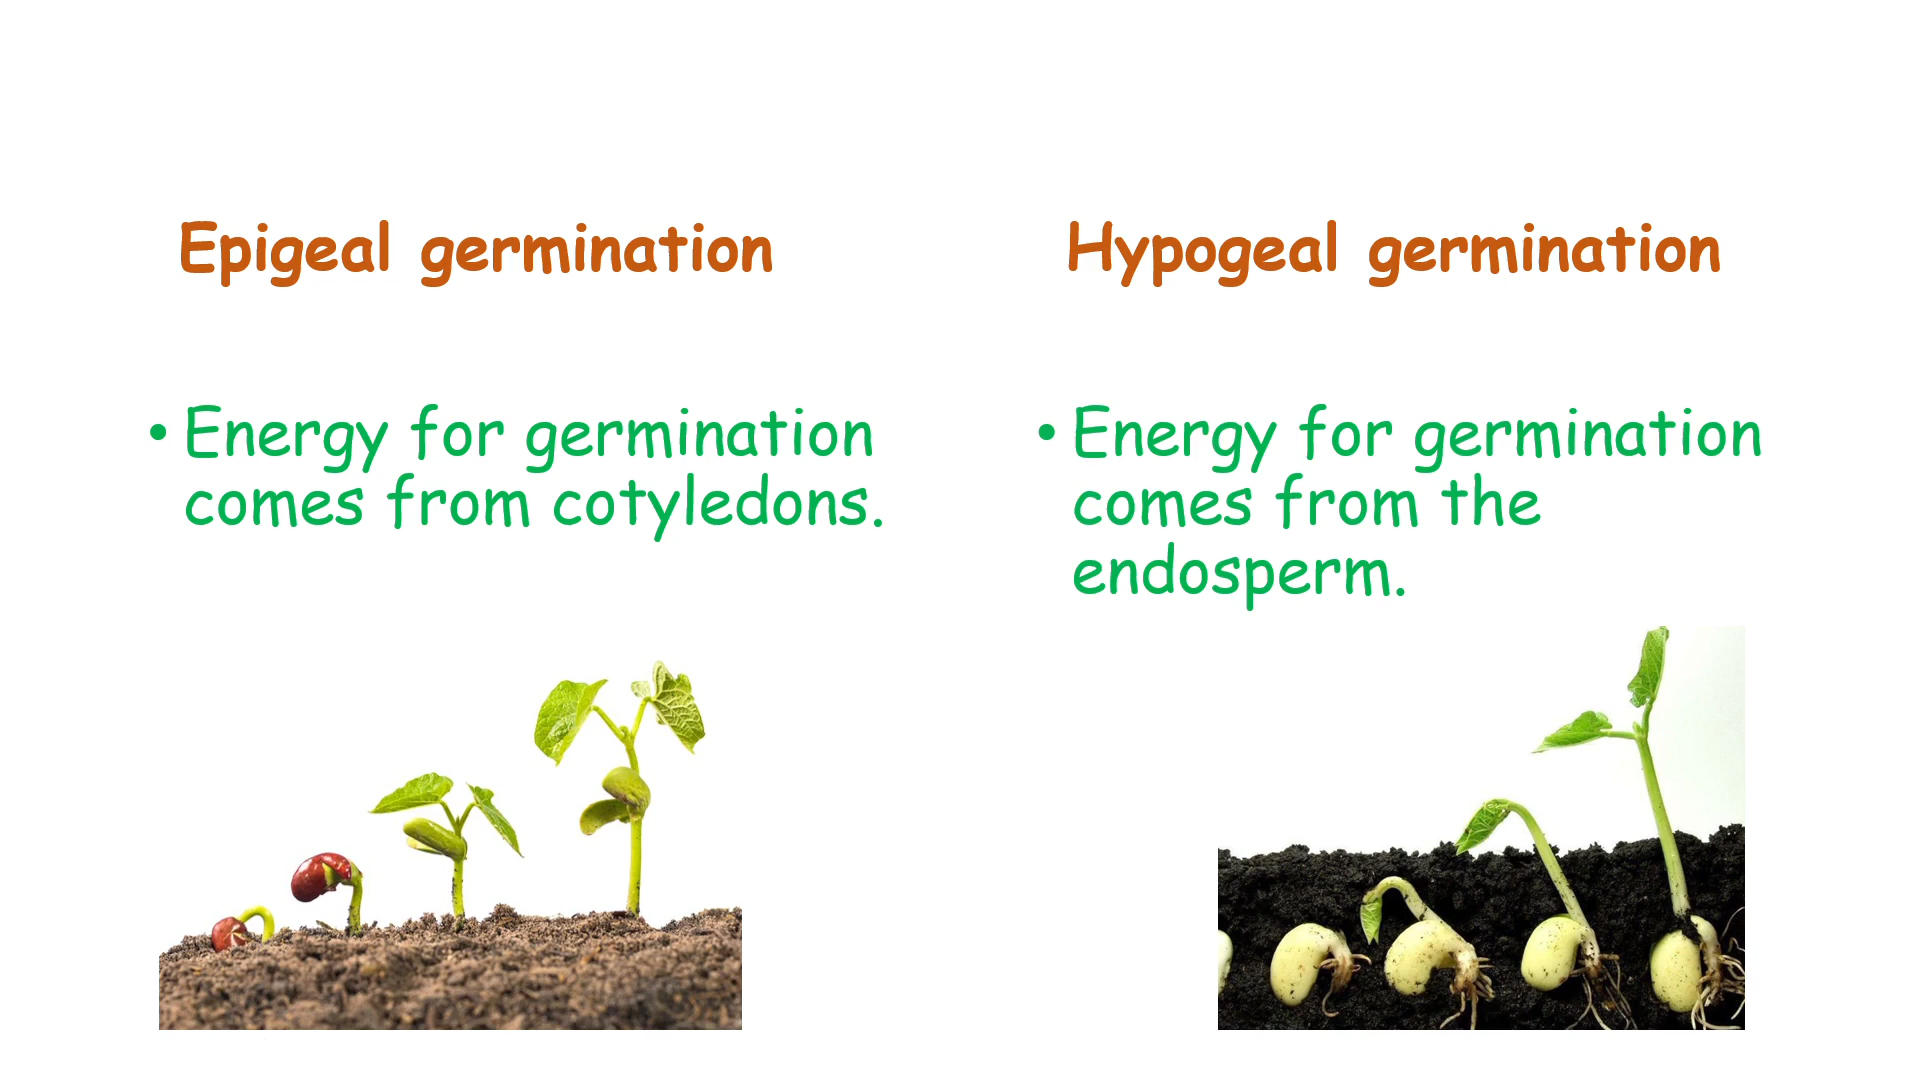 Epigeal germination
• Energy for germination
comes from cotyledons.
Hypogeal germination
• Energy for germination
comes from the
endosperm.